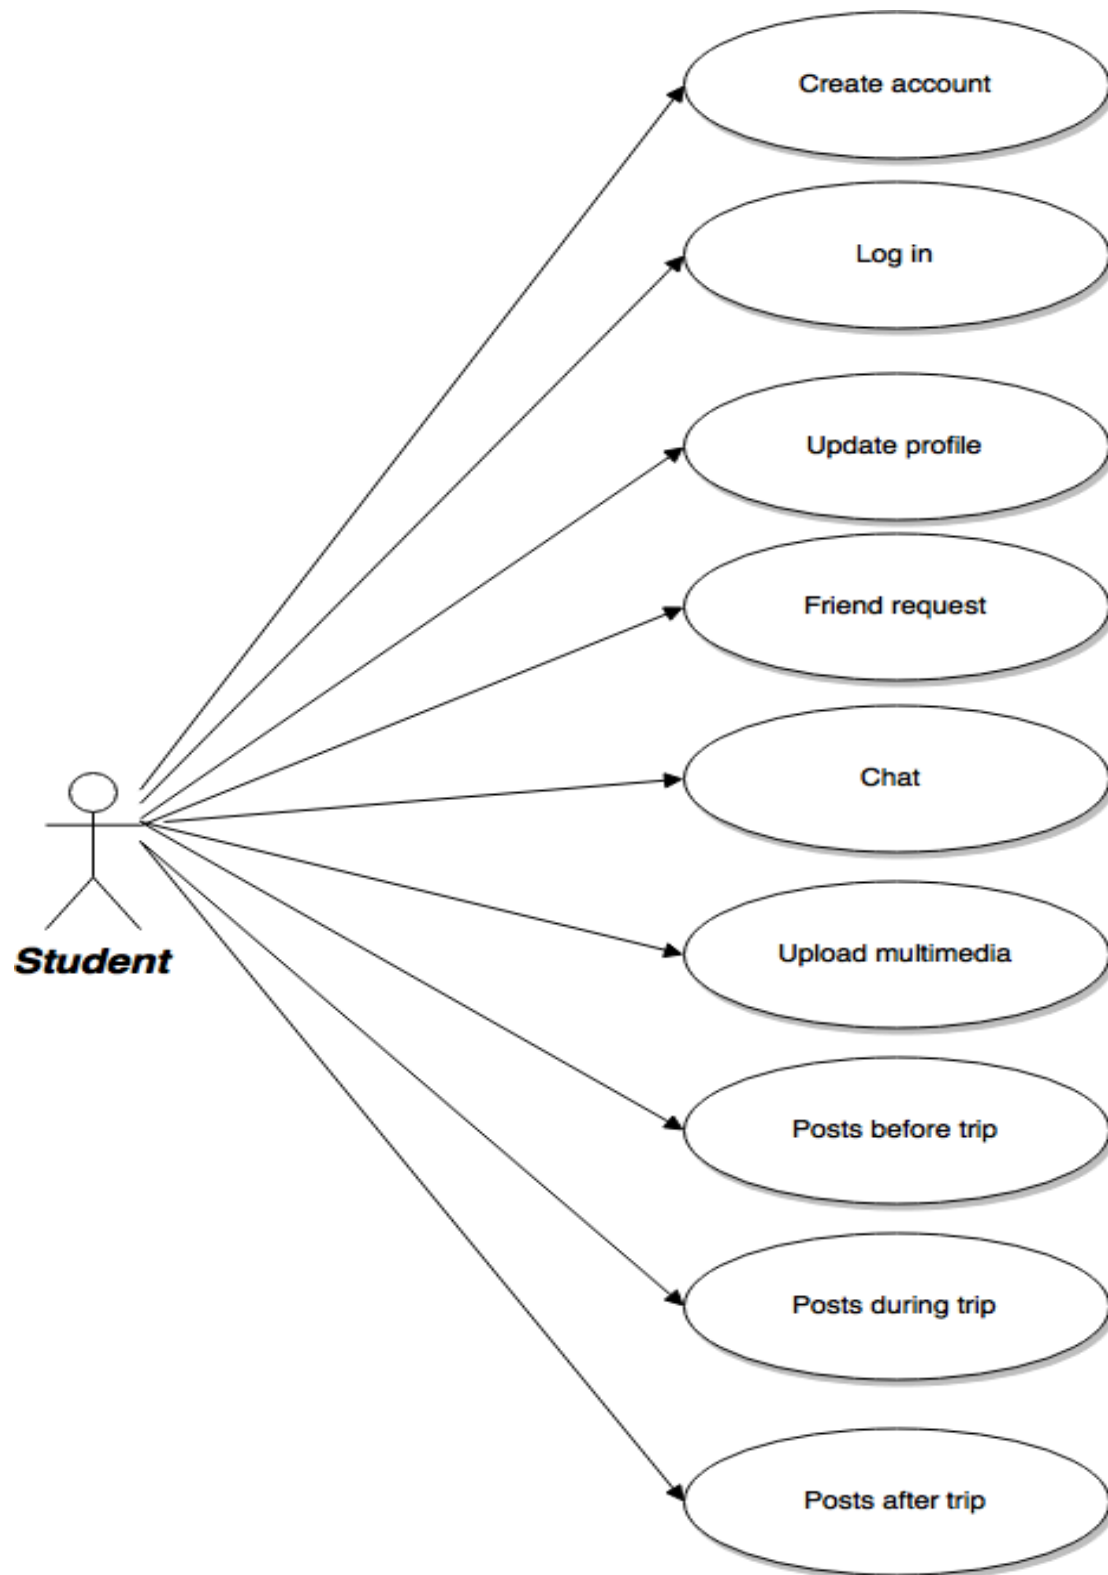 Create account
Log in
Update profile
Friend request
Chat
Student
Upload multimedia
Posts before trip
Posts during trip
Posts after trip